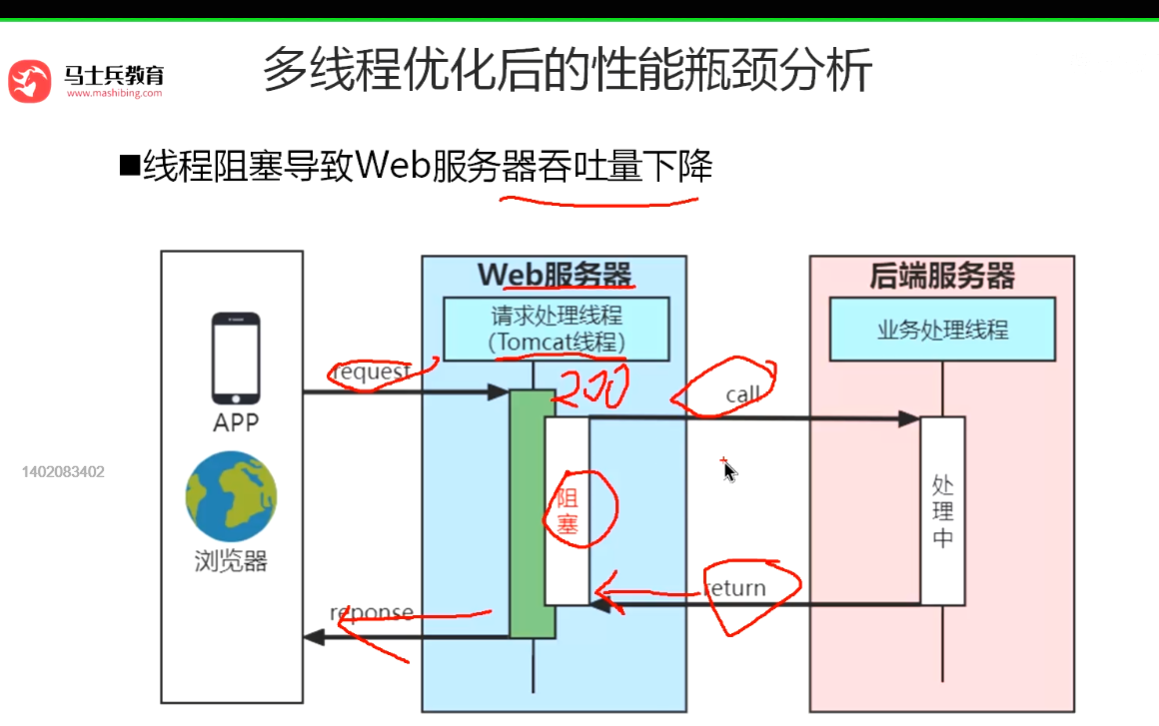 多线程优化后的性能瓶颈分析
马士兵教育
www.mashibing.com
■线程阻塞导致Web服务器吞吐量下降
Web服务器
后端服务器
请求处理线程
(Tomcat线程)
业务处理线程
request
200
call
APP
1402083402
阻塞
处理中
浏览器
return
reponse